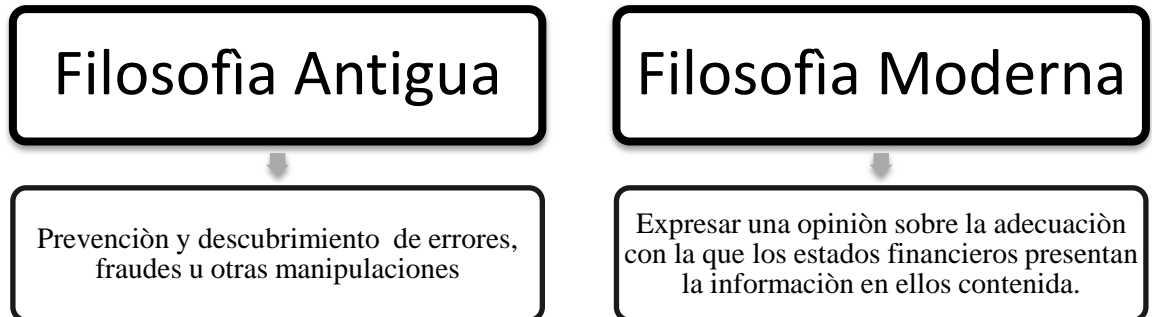 Filosofìa Antigua
Prevenciòn y descubrimiento de errores,
fraudes u otras manipulaciones
Filosofìa Moderna
Expresar una opiniòn sobre la adecuaciòn
con la que los estados financieros presentan
la informaciòn en ellos contenida.